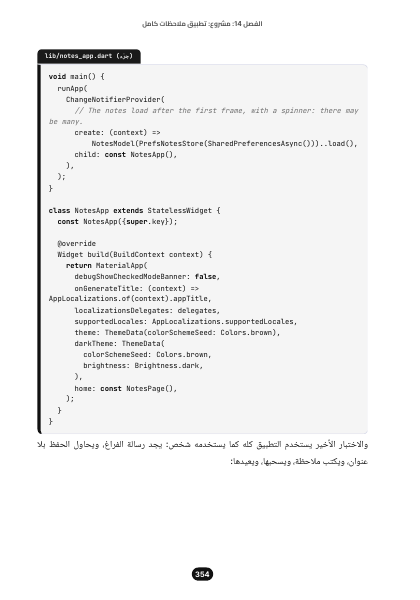 الفصل 14: مشروع: تطبيق ملاحظات كامل
lib/notes_app.dart (جزء)
void main() {
  runApp(
    ChangeNotifierProvider(
      // The notes load after the first frame, with a spinner: there may
be many.
      create: (context) =>
          NotesModel(PrefsNotesStore(SharedPreferencesAsync()))..load(),
      child: const NotesApp(),
    ),
  );
}
class NotesApp extends StatelessWidget {
  const NotesApp({super.key});
  @override
  Widget build(BuildContext context) {
    return MaterialApp(
      debugShowCheckedModeBanner: false,
      onGenerateTitle: (context) =>
AppLocalizations.of(context).appTitle,
      localizationsDelegates: delegates,
      supportedLocales: AppLocalizations.supportedLocales,
      theme: ThemeData(colorSchemeSeed: Colors.brown),
      darkTheme: ThemeData(
        colorSchemeSeed: Colors.brown,
        brightness: Brightness.dark,
      ),
      home: const NotesPage(),
    );
  }
}
والاختبار الأخير يستخدم التطبيق كله كما يستخدمه شخص: يجد رسالة الفراغ، ويحاول الحفظ بلا
عنوان، ويكتب ملاحظة، ويسحبها، ويعيدها:
354